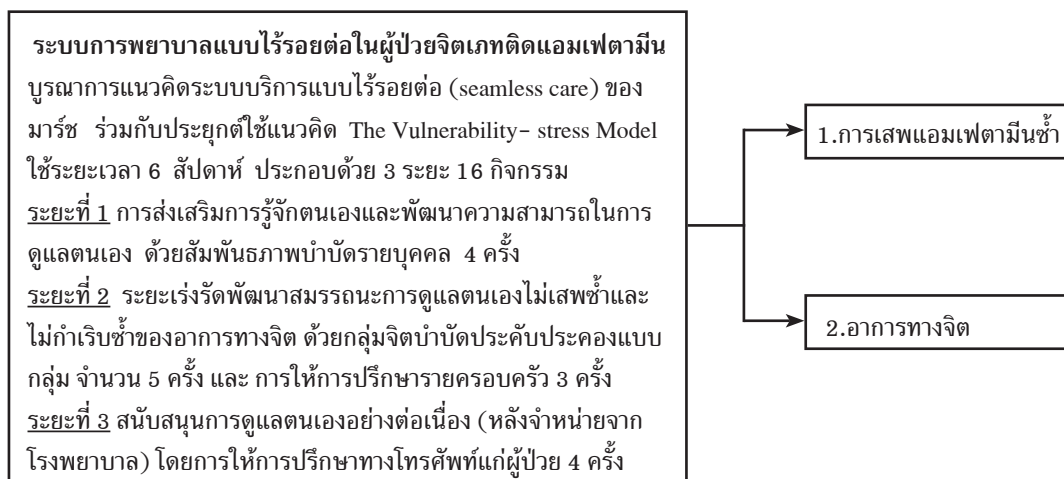 ระบบการพยาบาลแบบไร้รอยต่อในผู้ป่วยจิตเภทติดแอมเฟตามีน
บูรณาการแนวคิดระบบบริการแบบไร้รอยต่อ (seamless care) ของ
มาร์ช ร่วมกับประยุกต์ใช้แนวคิด The Vulnerability- stress Model
ใช้ระยะเวลา 6 สัปดาห์ ประกอบด้วย 3 ระยะ 16 กิจกรรม
ระยะที่ 1 การส่งเสริมการรู้จักตนเองและพัฒนาความสามารถในการ
ดูแลตนเอง ด้วยสัมพันธภาพบำบัดรายบุคคล 4 ครั้ง
ระยะที่ 2 ระยะเร่งรัดพัฒนาสมรรถนะการดูแลตนเองไม่เสพซ้ำและ
ไม่กำเริบซ้ำของอาการทางจิต ด้วยกลุ่มจิตบำบัดประคับประคองแบบ
กลุ่ม จำนวน 5 ครั้ง และ การให้การปรึกษารายครอบครัว 3 ครั้ง
ระยะที่ 3 สนับสนุนการดูแลตนเองอย่างต่อเนื่อง (หลังจำหน่ายจาก
โรงพยาบาล) โดยการให้การปรึกษาทางโทรศัพท์แก่ผู้ป่วย 4 ครั้ง
1.การเสพแอมเฟตามีนซ้ำ
2.อาการทางจิต